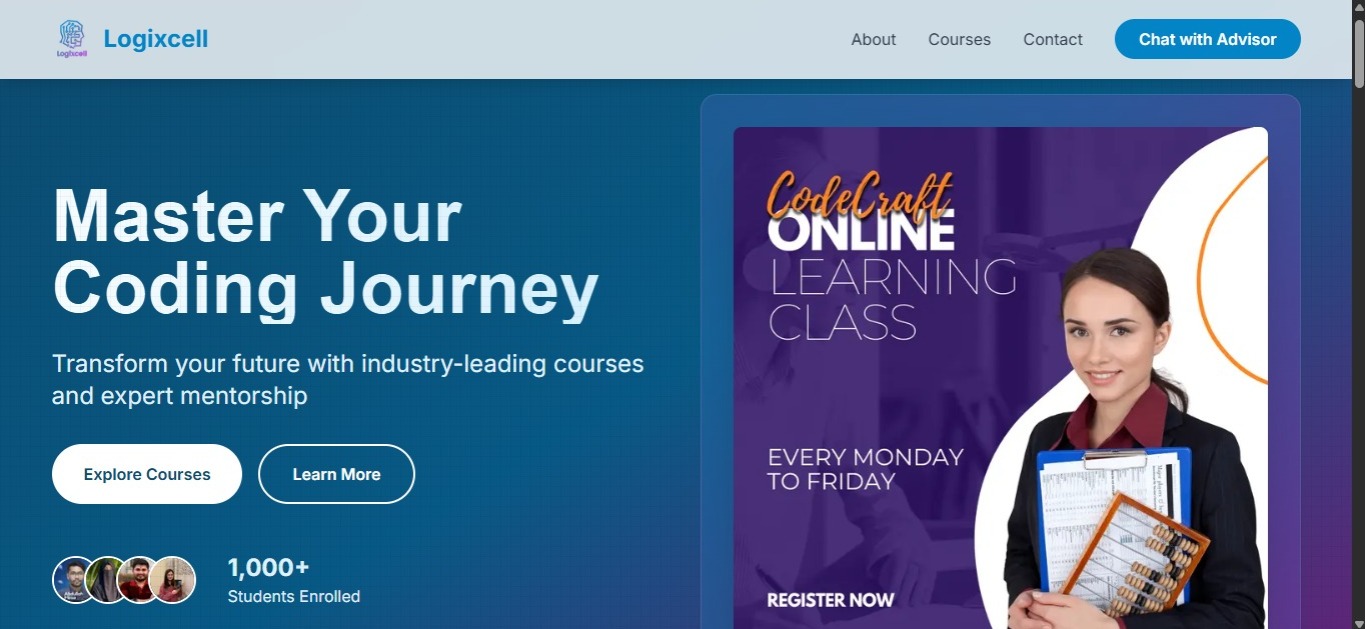 Logixcell
Logixcell
About
Courses
Contact
Chat with Advisor
Master Your
Coding Journey
Transform your future with industry-leading courses
and expert mentorship
Explore Courses
Learn More
1,000+
Students Enrolled
CodeCraft
ONLINE
LEARNING
CLASS
EVERY MONDAY
TO FRIDAY
REGISTER NOW